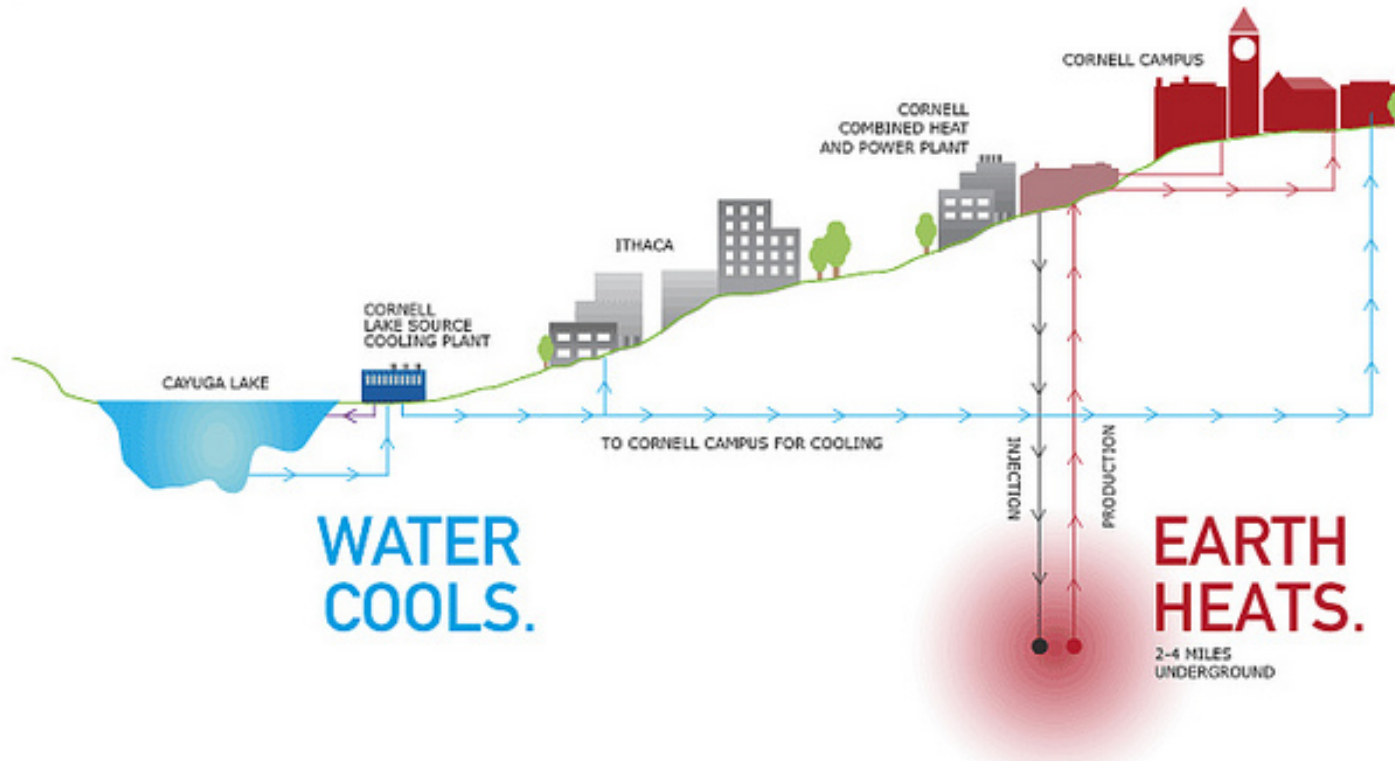 CORNELL CAMPUS
CORNELL
COMBINED HEAT
AND POWER PLANT
ITHACA
CORNELL
LAKE SOURCE
COOLING PLANT
CAYUGA LAKE
TO CORNELL CAMPUS FOR COOLING
INJECTION
PRODUCTION
WATER
COOLS.
EARTH
HEATS.
2-4 MILES
UNDERGROUND